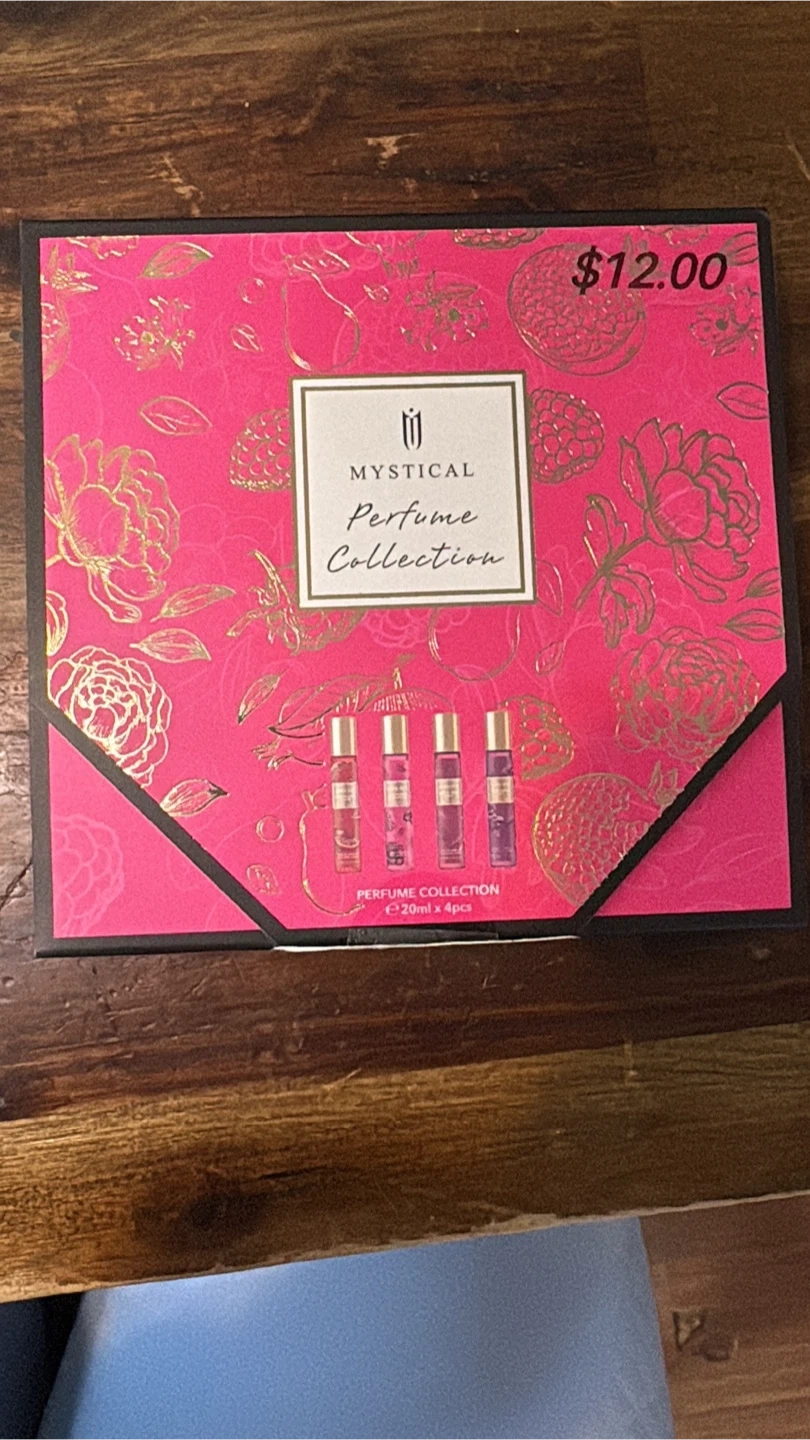 $12.00
MYSTICAL
Perfume
Collection
PERFUME COLLECTION
℮20ml x 4pcs